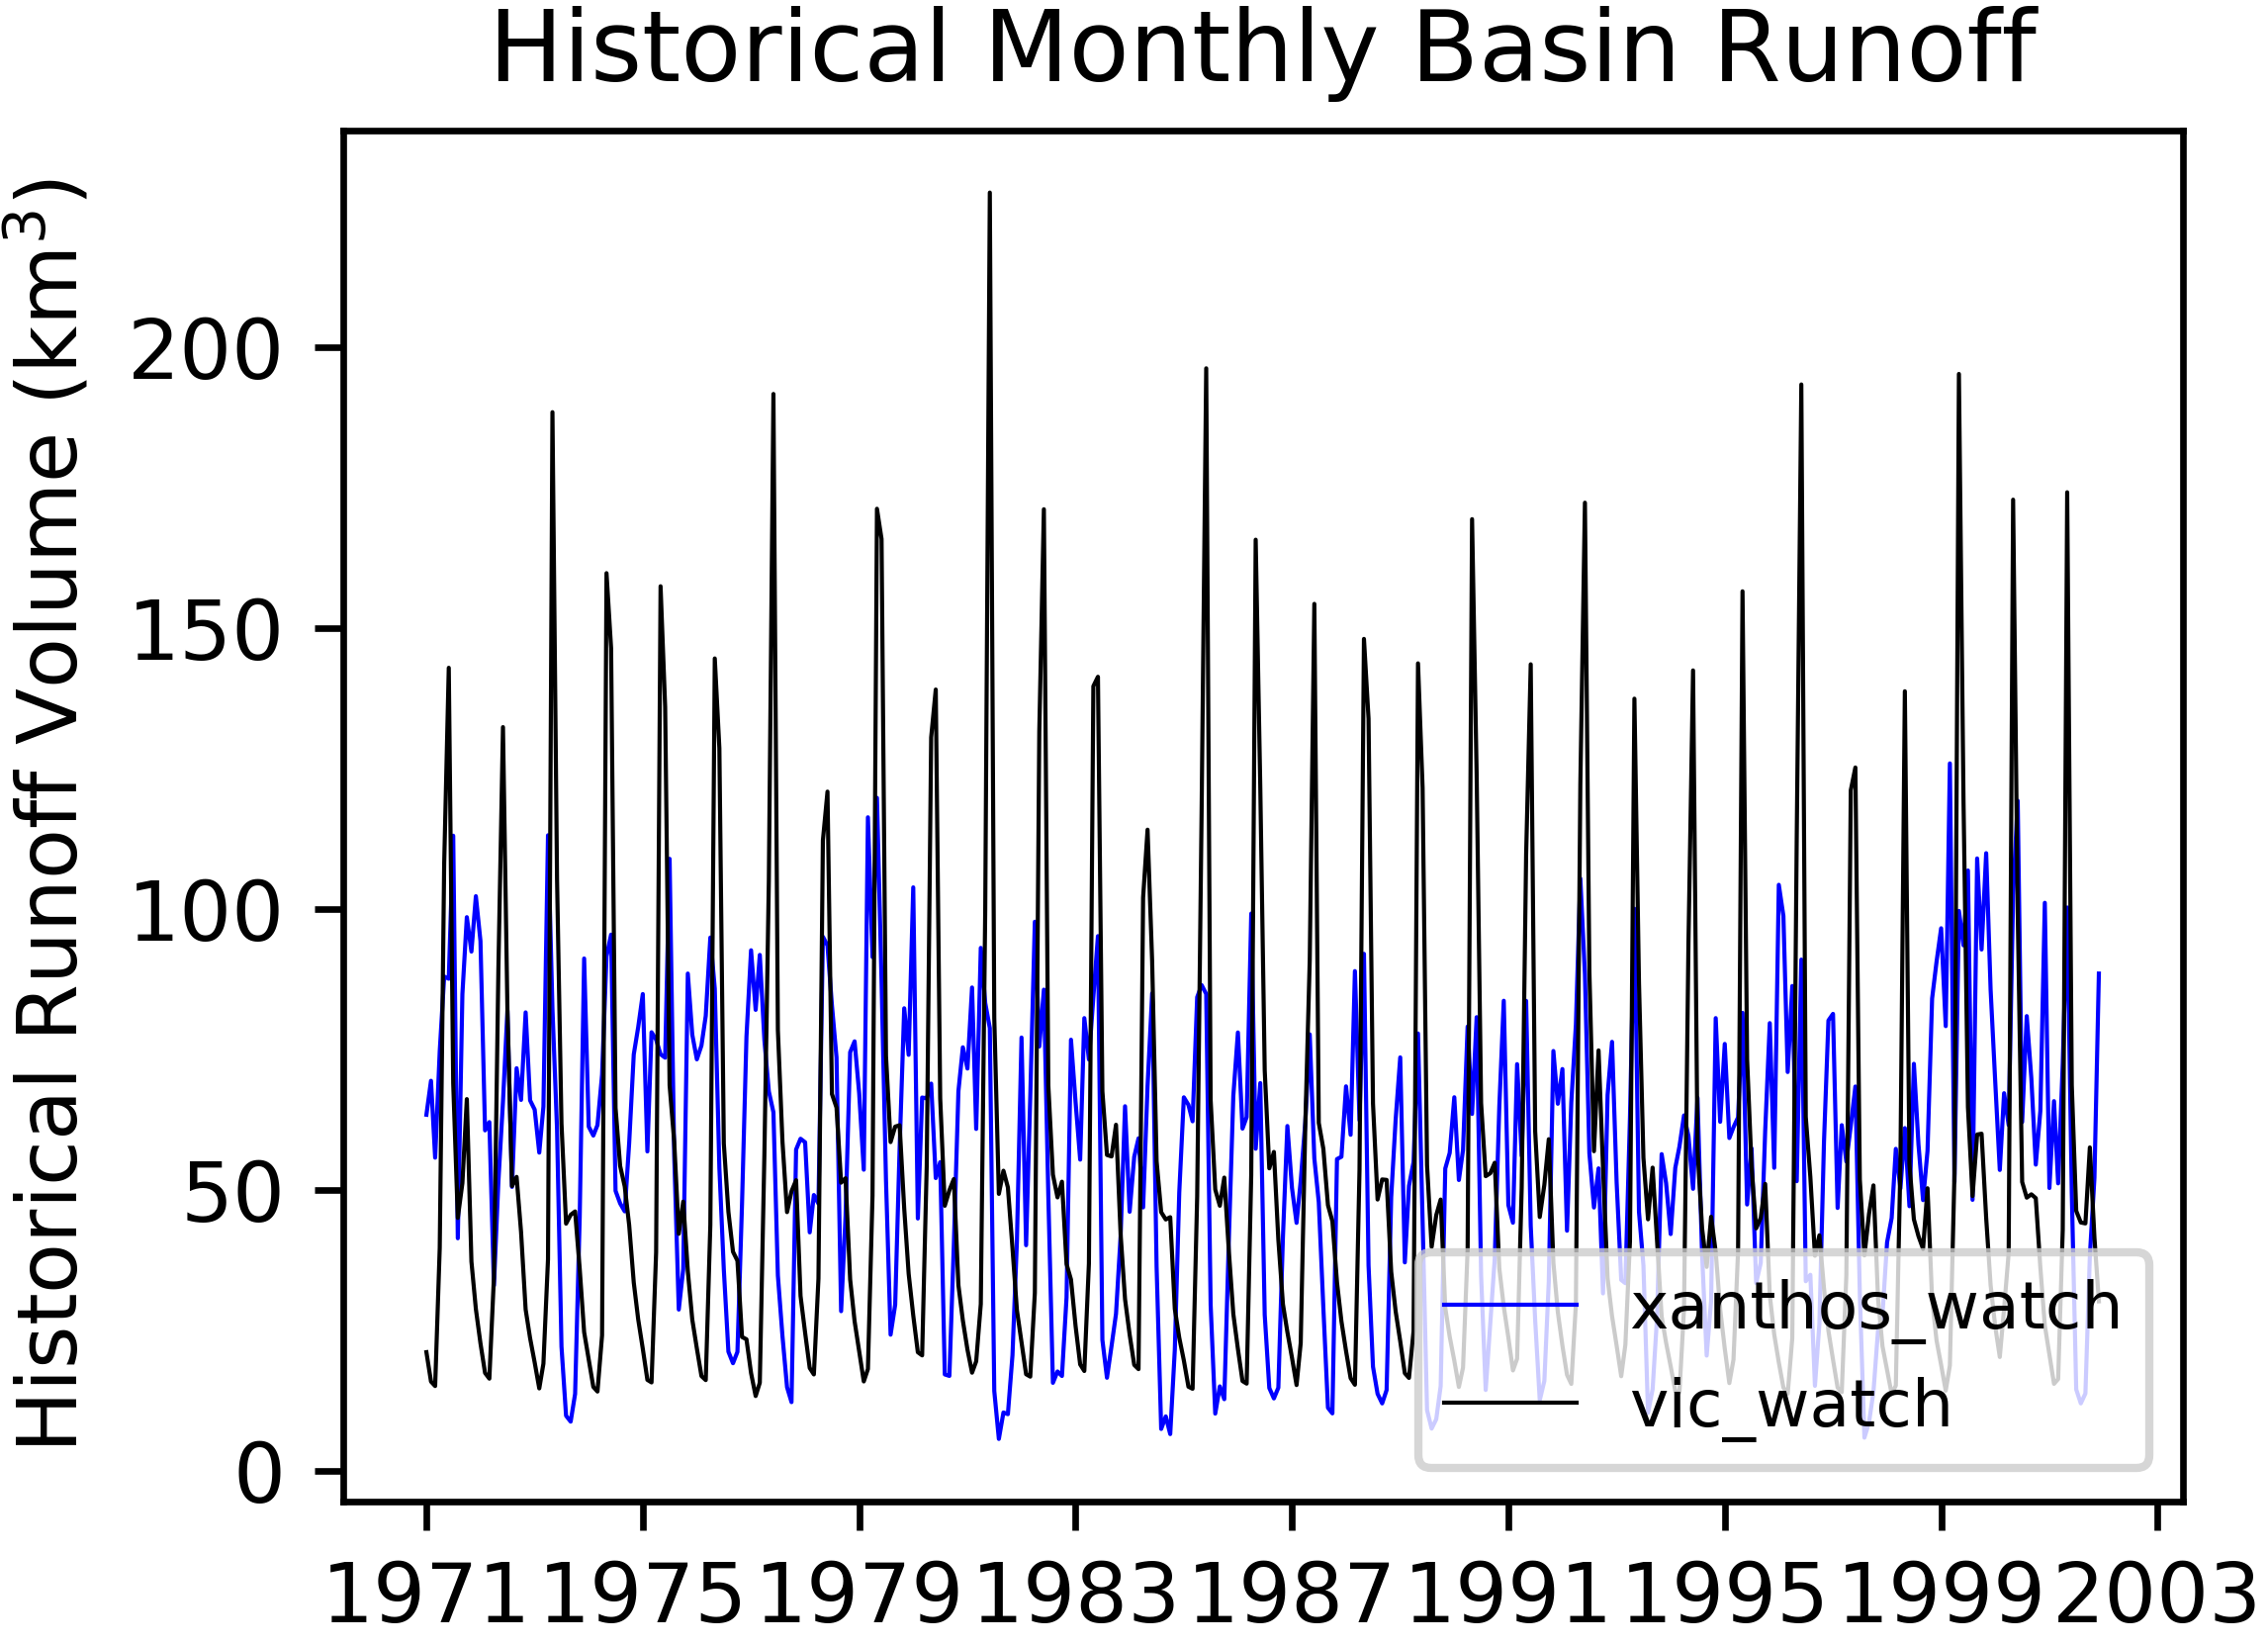 Historical Monthly Basin Runoff
Historical Runoff Volume (km³)
200
150
100
50
0
xanthos_watch
vic_watch
1971 1975 1979 1983 1987 1991 1995 1999 2003